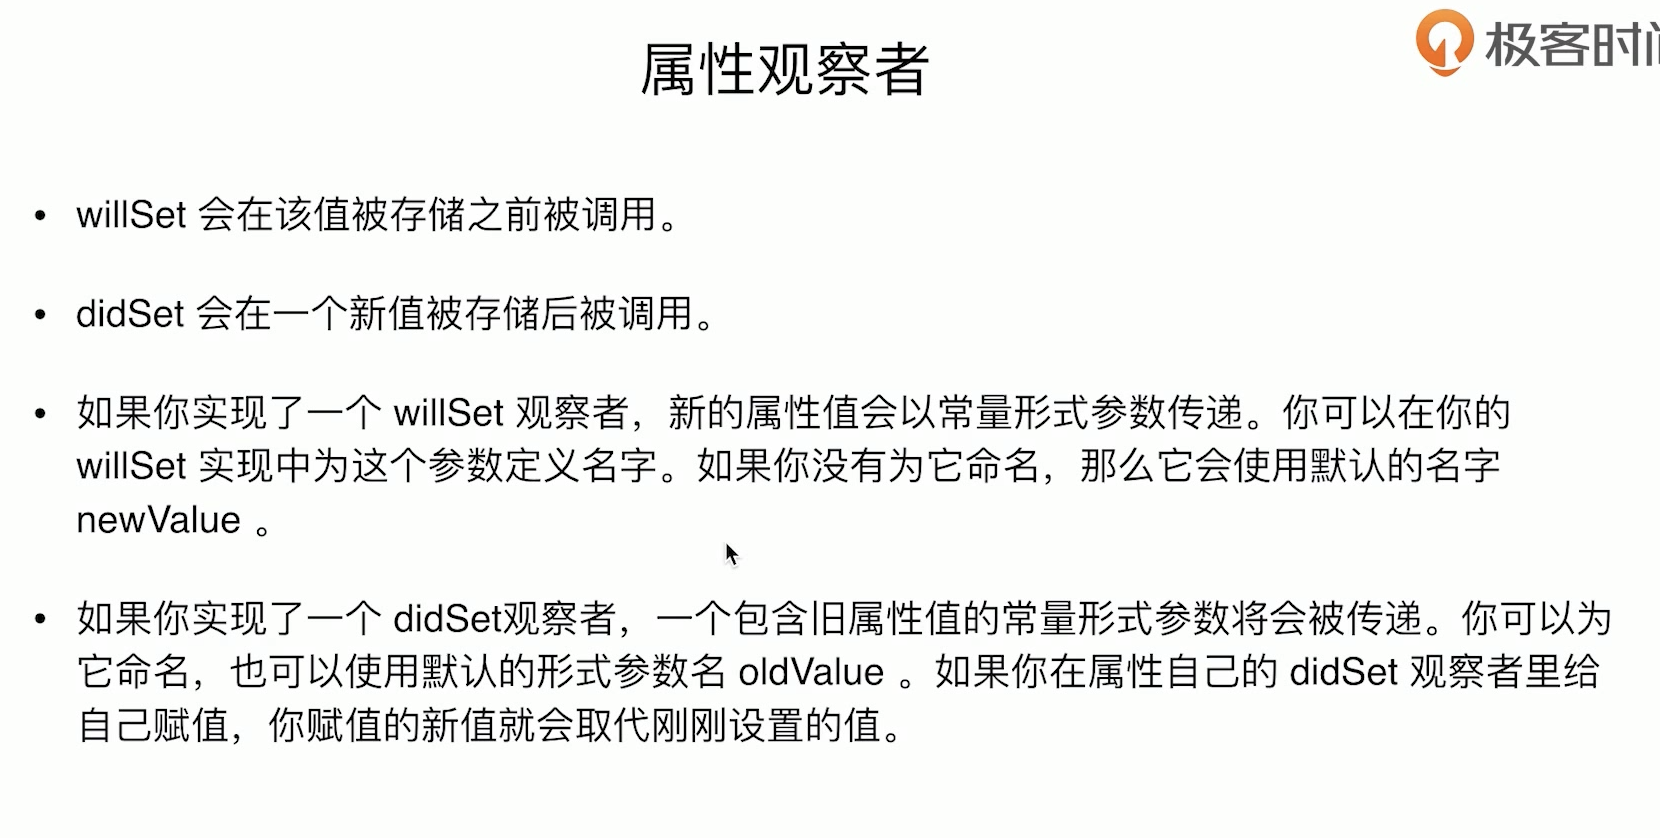 属性观察者
极客时间
• willSet 会在该值被存储之前被调用。
• didSet 会在一个新值被存储后被调用。
• 如果你实现了一个 willSet 观察者，新的属性值会以常量形式参数传递。你可以在你的
willSet 实现中为这个参数定义名字。如果你没有为它命名，那么它会使用默认的名字
newValue 。
• 如果你实现了一个 didSet观察者，一个包含旧属性值的常量形式参数将会被传递。你可以为
它命名，也可以使用默认的形式参数名 oldValue 。如果你在属性自己的 didSet 观察者里给
自己赋值，你赋值的新值就会取代刚刚设置的值。